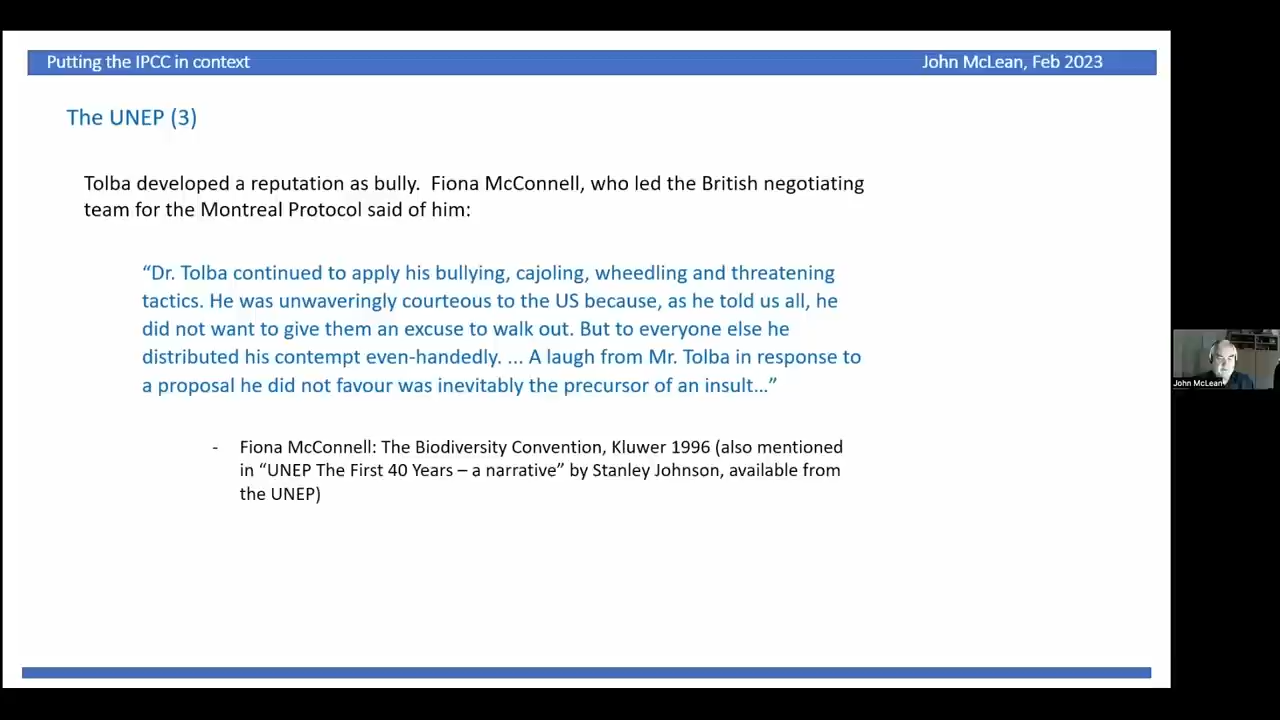 Putting the IPCC in context
John McLean, Feb 2023
The UNEP (3)
Tolba developed a reputation as bully.  Fiona McConnell, who led the British negotiating
team for the Montreal Protocol said of him:
“Dr. Tolba continued to apply his bullying, cajoling, wheedling and threatening
tactics. He was unwaveringly courteous to the US because, as he told us all, he
did not want to give them an excuse to walk out. But to everyone else he
distributed his contempt even-handedly. ... A laugh from Mr. Tolba in response to
a proposal he did not favour was inevitably the precursor of an insult…”
- Fiona McConnell: The Biodiversity Convention, Kluwer 1996 (also mentioned
in “UNEP The First 40 Years – a narrative” by Stanley Johnson, available from
the UNEP)
John McLean